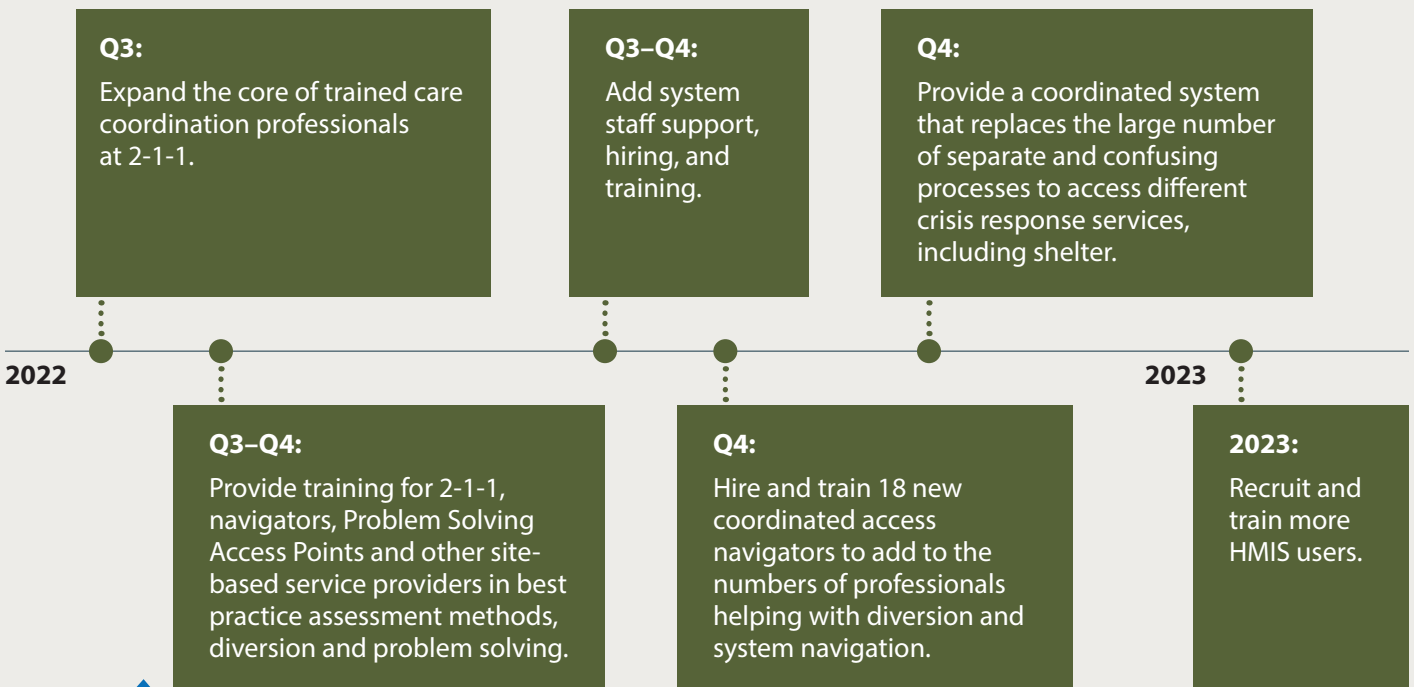 Q3:
Expand the core of trained care
coordination professionals
at 2-1-1.
Q3–Q4:
Add system
staff support,
hiring, and
training.
Q4:
Provide a coordinated system
that replaces the large number
of separate and confusing
processes to access different
crisis response services,
including shelter.
2022
2023
Q3–Q4:
Provide training for 2-1-1,
navigators, Problem Solving
Access Points and other site-
based service providers in best
practice assessment methods,
diversion and problem solving.
Q4:
Hire and train 18 new
coordinated access
navigators to add to the
numbers of professionals
helping with diversion and
system navigation.
2023:
Recruit and
train more
HMIS users.